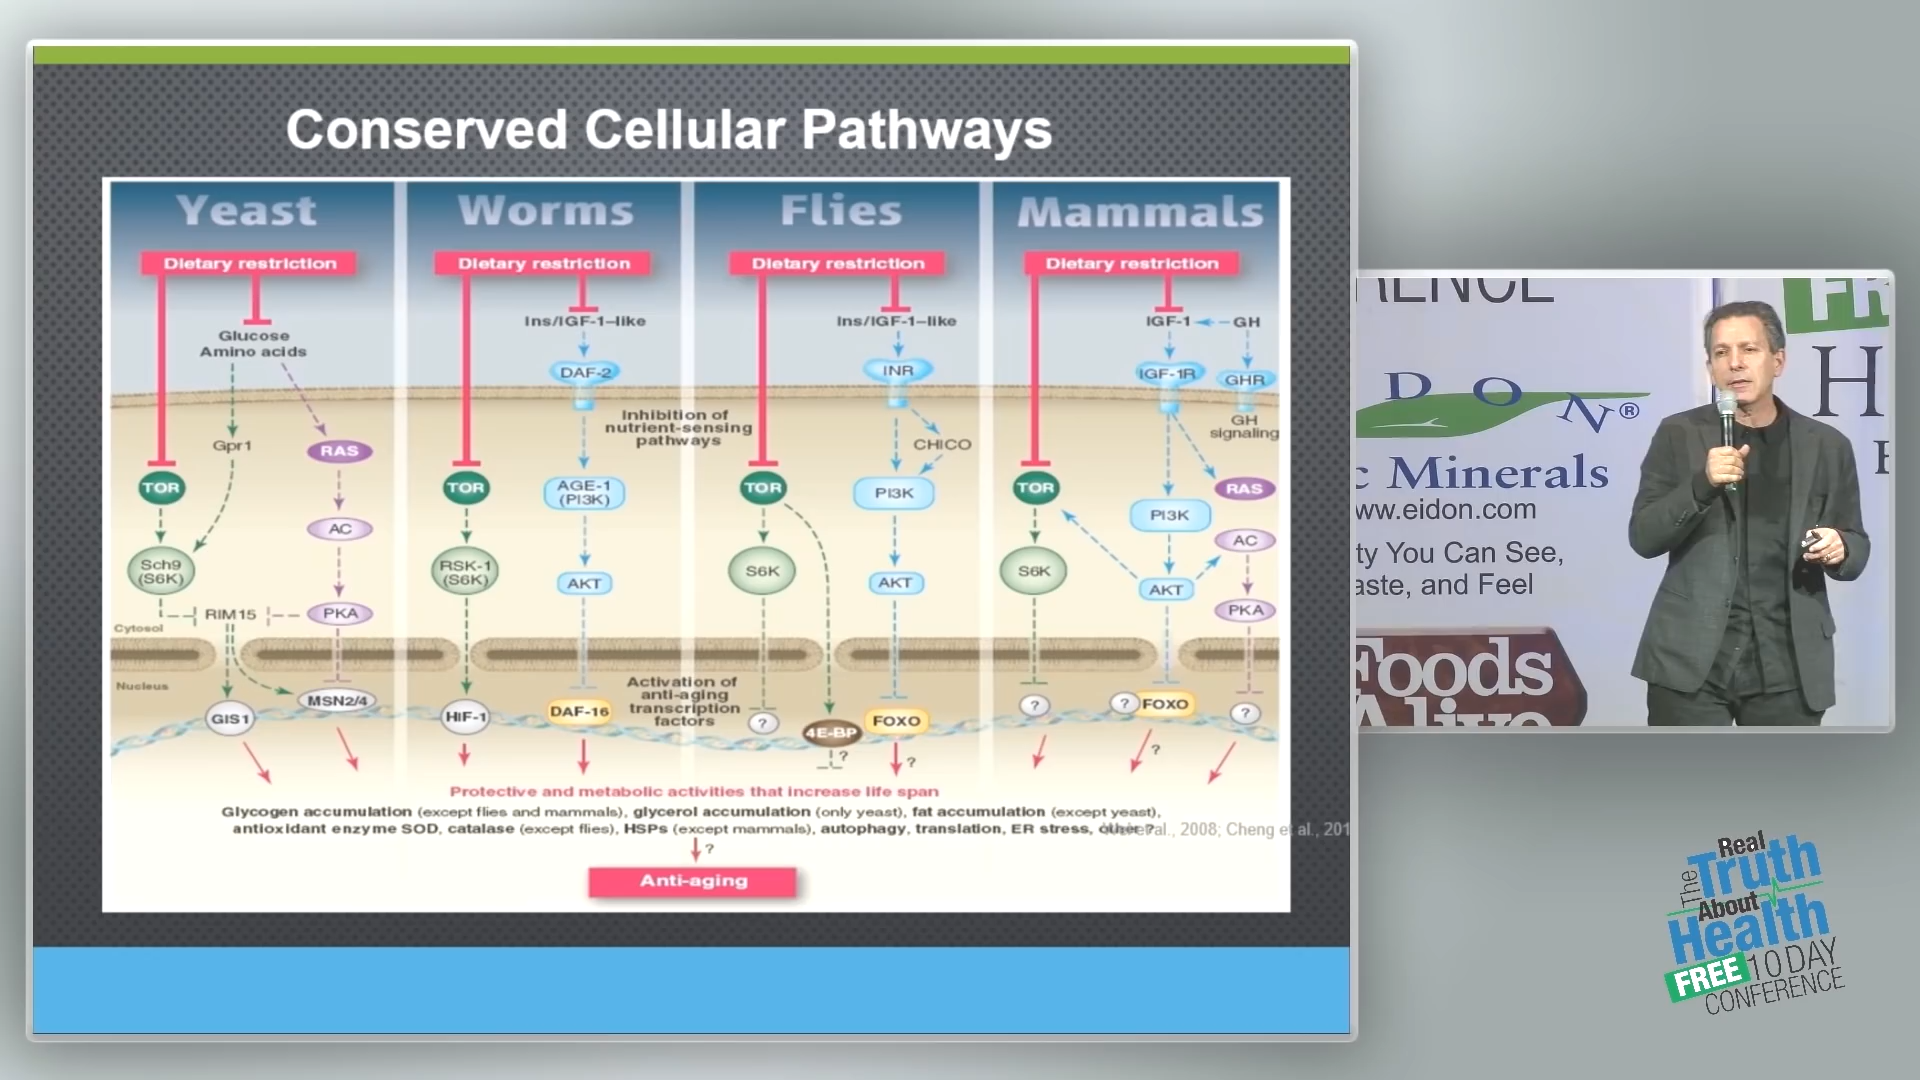 Conserved Cellular Pathways
Yeast
Dietary restriction
Glucose
Amino acids
Gpr1
RAS
TOR
AC
Sch9
(S6K)
RIM15
PKA
Cytosol
Nucleus
GIS1
MSN2/4
Worms
Dietary restriction
Ins/IGF-1–like
DAF-2
Inhibition of
nutrient-sensing
pathways
TOR
AGE-1
(PI3K)
RSK-1
(S6K)
AKT
Activation of
anti-aging
transcription
factors
HIF-1
DAF-16
Flies
Dietary restriction
Ins/IGF-1–like
INR
CHICO
TOR
PI3K
S6K
AKT
?
4E-BP
FOXO
?
?
Mammals
Dietary restriction
IGF-1
GH
IGF-1R
GHR
GH
signaling
TOR
RAS
PI3K
AC
S6K
AKT
PKA
?
?
FOXO
?
?
Protective and metabolic activities that increase life span
Glycogen accumulation (except flies and mammals), glycerol accumulation (only yeast), fat accumulation (except yeast),
antioxidant enzyme SOD, catalase (except flies), HSPs (except mammals), autophagy, translation, ER stress, other ?
al., 2008; Cheng et al., 201
?
Anti-aging
RENCE
FR
H
E
DON®
c Minerals
ww.eidon.com
ty You Can See,
aste, and Feel
Foods
Alive
The Real
Truth
About
Health
FREE 10 DAY
CONFERENCE